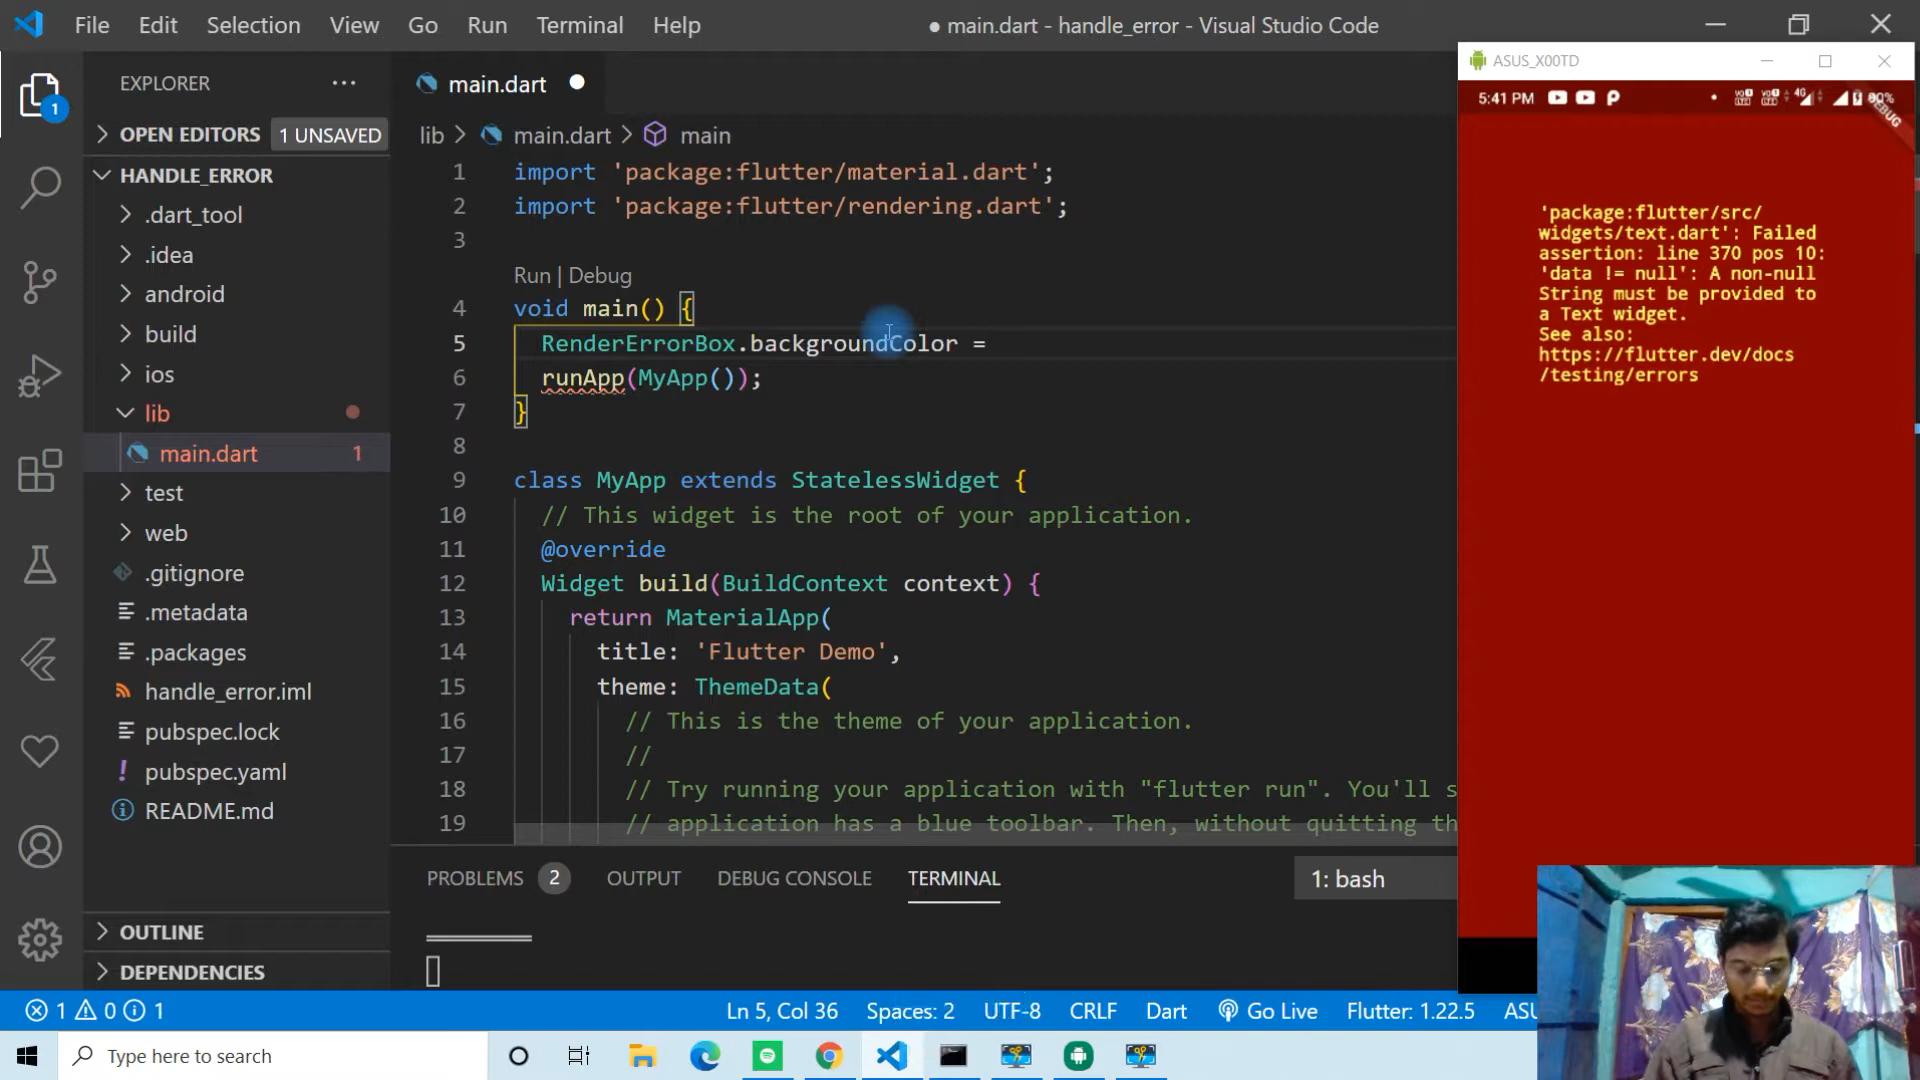 File Edit Selection View Go Run Terminal Help
● main.dart - handle_error - Visual Studio Code
EXPLORER
OPEN EDITORS 1 UNSAVED
HANDLE_ERROR
.dart_tool
.idea
android
build
ios
lib
main.dart 1
test
web
.gitignore
.metadata
.packages
handle_error.iml
pubspec.lock
pubspec.yaml
README.md
OUTLINE
DEPENDENCIES
1
main.dart
lib > main.dart > main
1 import 'package:flutter/material.dart';
2 import 'package:flutter/rendering.dart';
3
Run | Debug
4 void main() {
5 RenderErrorBox.backgroundColor =
6 runApp(MyApp());
7 }
8
9 class MyApp extends StatelessWidget {
10 // This widget is the root of your application.
11 @override
12 Widget build(BuildContext context) {
13 return MaterialApp(
14 title: 'Flutter Demo',
15 theme: ThemeData(
16 // This is the theme of your application.
17 //
18 // Try running your application with "flutter run". You'll s
19 // application has a blue toolbar. Then, without quitting th
PROBLEMS 2 OUTPUT DEBUG CONSOLE TERMINAL
1: bash
ASUS_X00TD
5:41 PM
4G
DEBUG
'package:flutter/src/
widgets/text.dart': Failed
assertion: line 370 pos 10:
'data != null': A non-null
String must be provided to
a Text widget.
See also:
https://flutter.dev/docs
/testing/errors
1 0 1
Ln 5, Col 36 Spaces: 2 UTF-8 CRLF Dart Go Live Flutter: 1.22.5 ASU
Type here to search